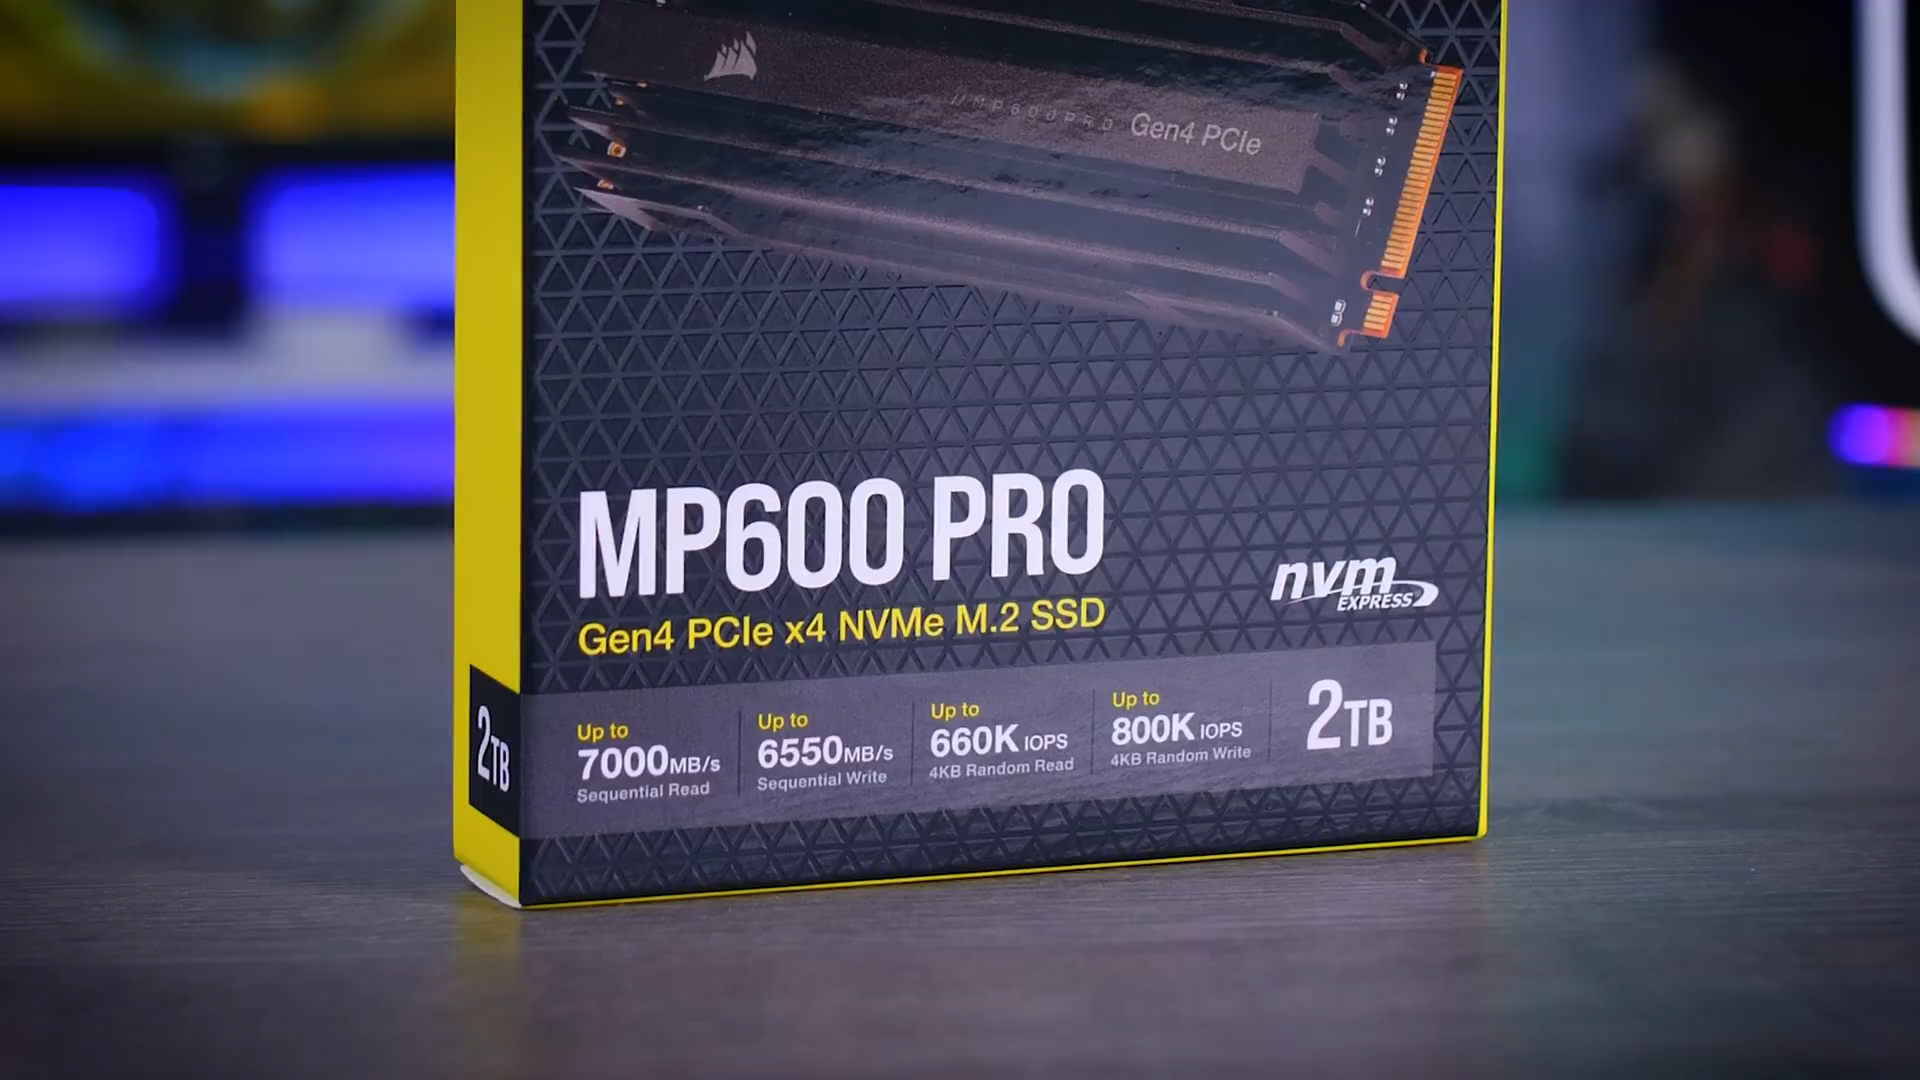 //MP600PRO Gen4 PCIe
MP600 PRO
Gen4 PCIe x4 NVMe M.2 SSD
nvm
EXPRESS
2TB
Up to
7000MB/s
Sequential Read
Up to
6550MB/s
Sequential Write
Up to
660K IOPS
4KB Random Read
Up to
800K IOPS
4KB Random Write
2TB